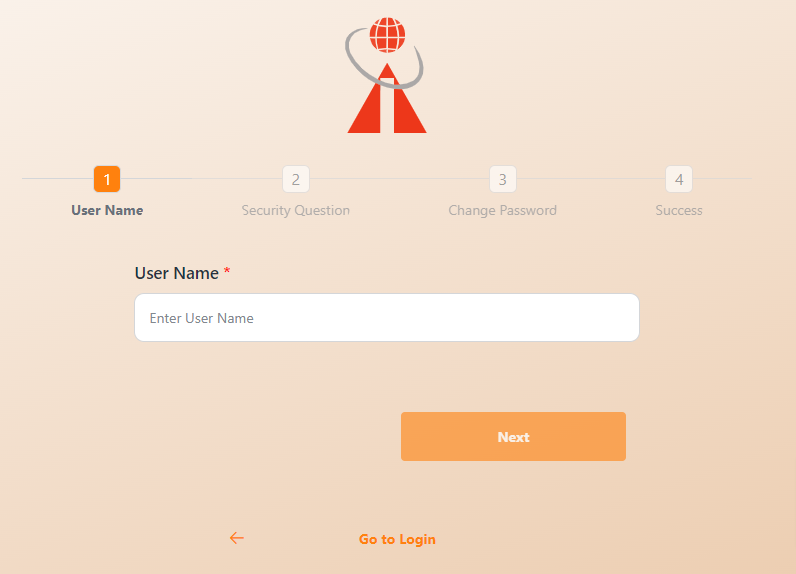 1 2 3 4
User Name Security Question Change Password Success
User Name *
Enter User Name
Next
Go to Login